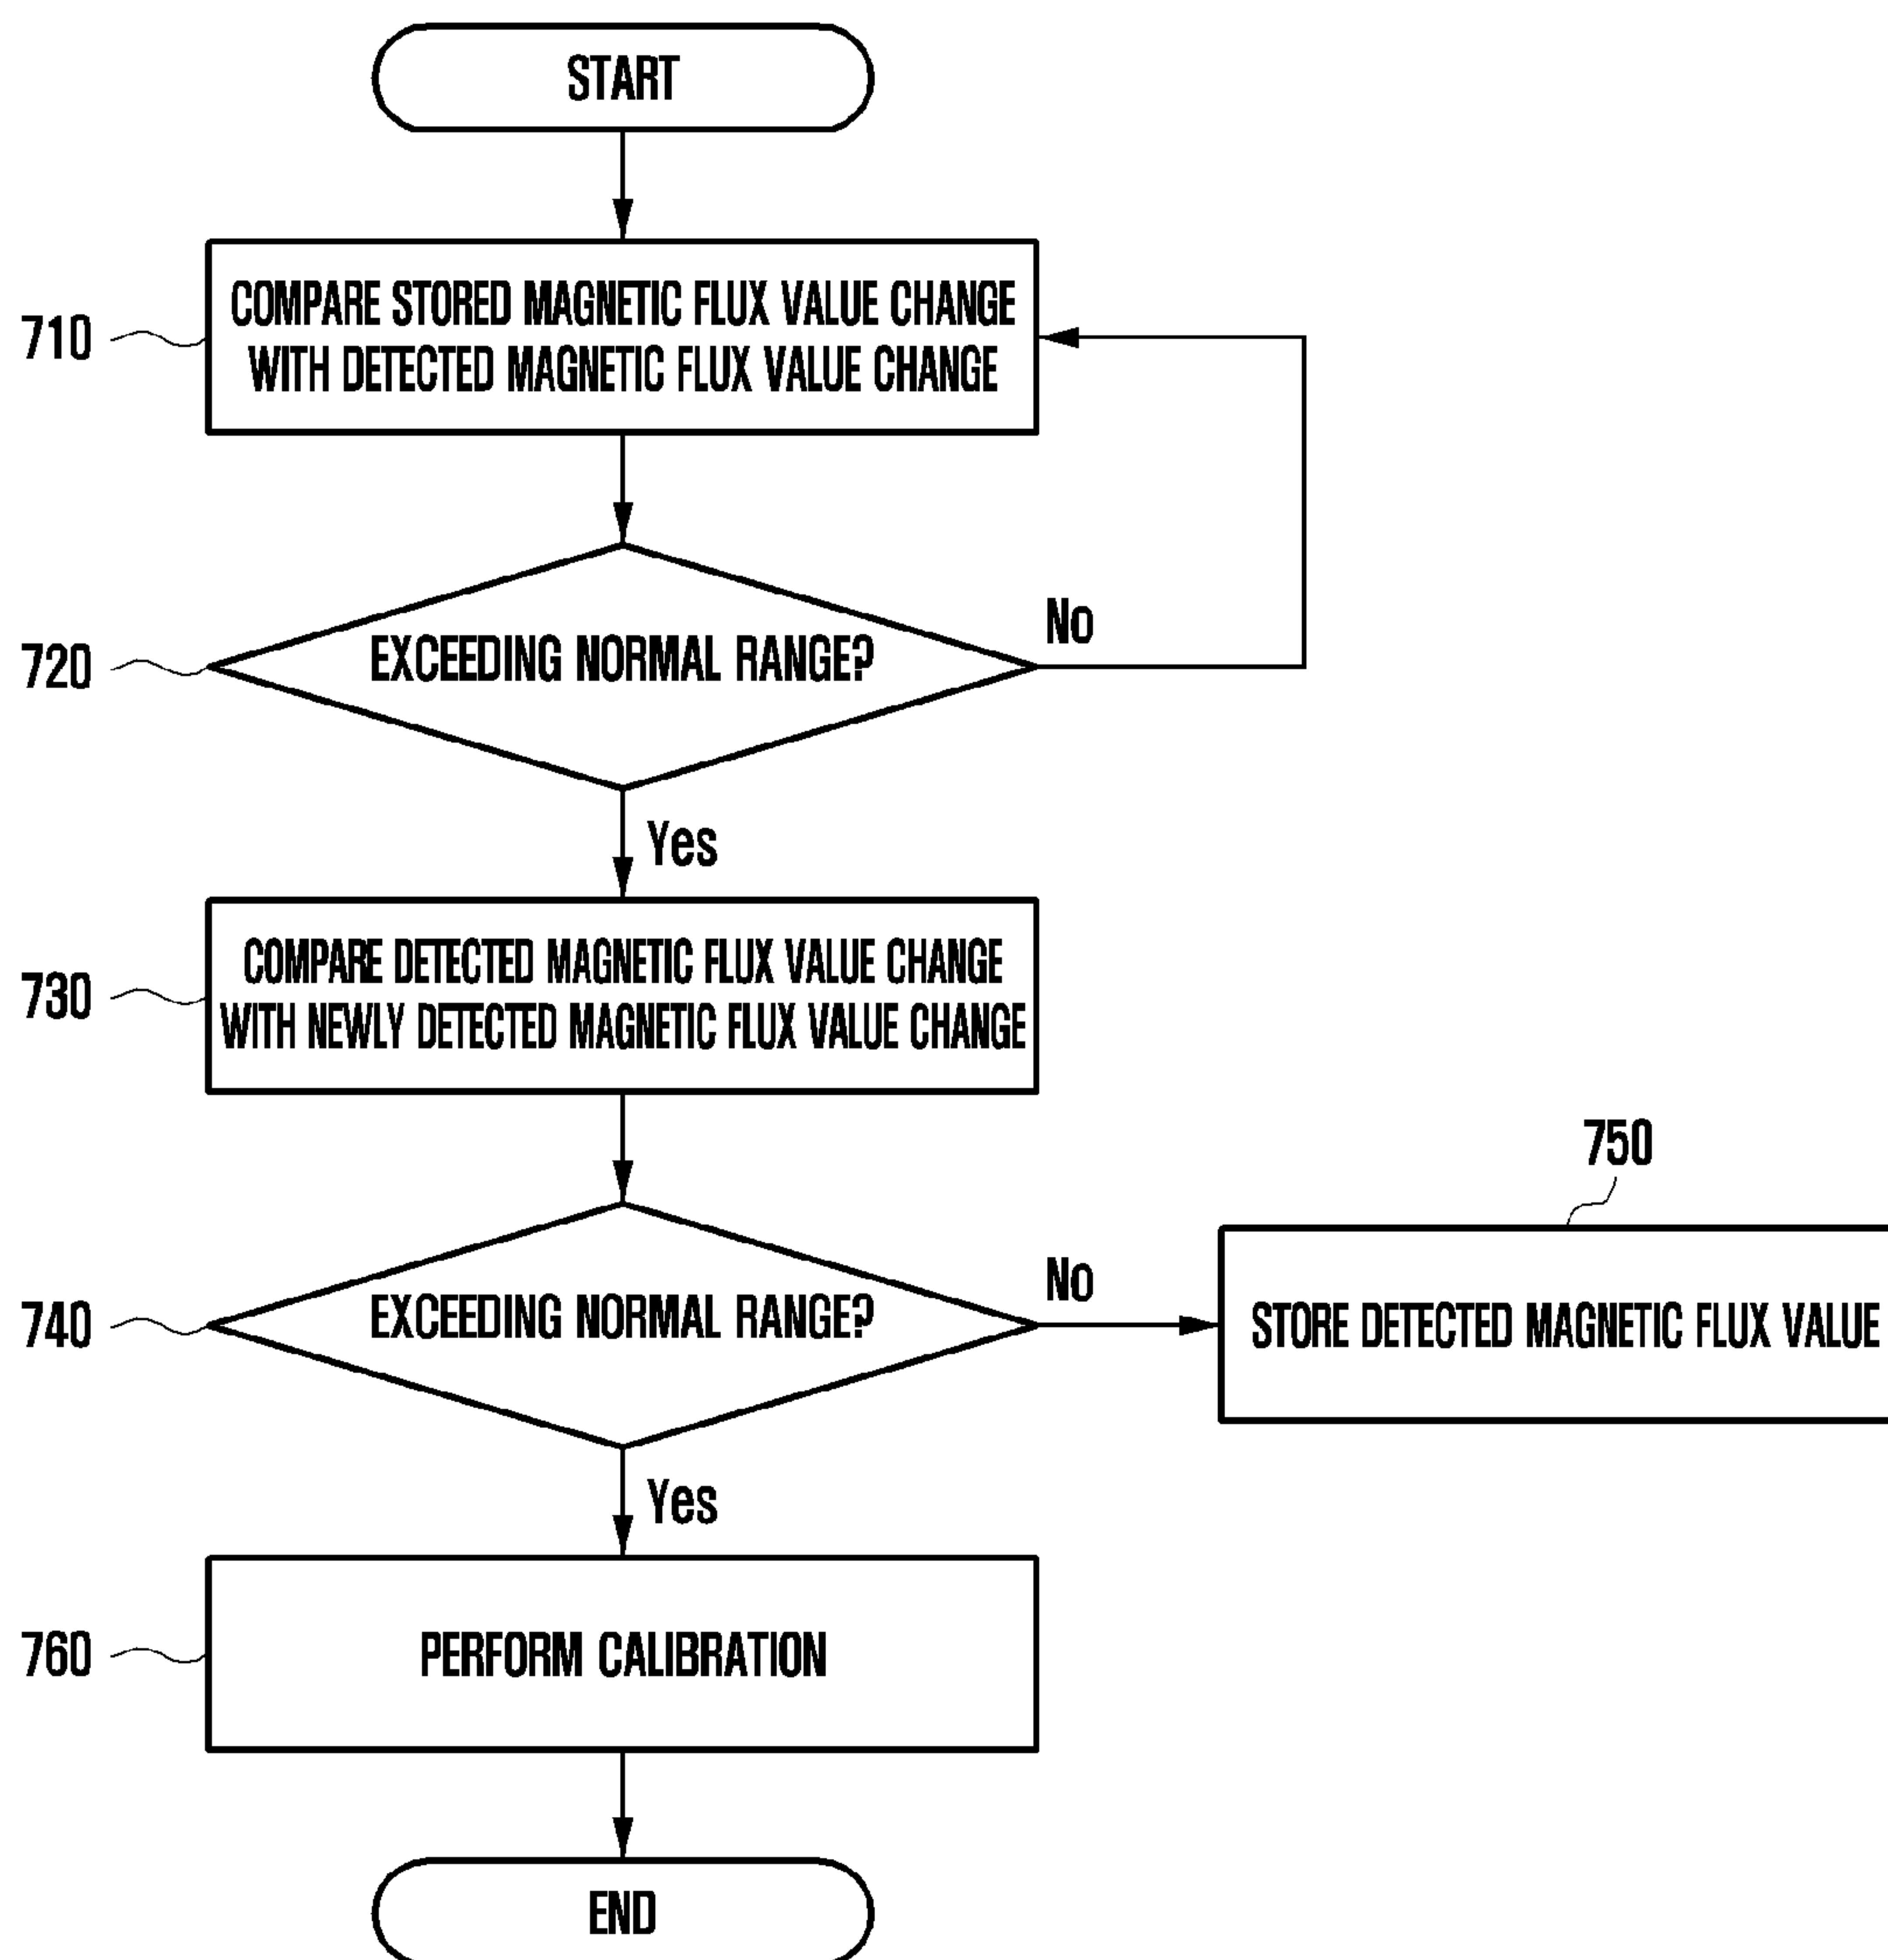 START
710
COMPARE STORED MAGNETIC FLUX VALUE CHANGE
WITH DETECTED MAGNETIC FLUX VALUE CHANGE
720
EXCEEDING NORMAL RANGE?
No
Yes
730
COMPARE DETECTED MAGNETIC FLUX VALUE CHANGE
WITH NEWLY DETECTED MAGNETIC FLUX VALUE CHANGE
740
EXCEEDING NORMAL RANGE?
No
750
STORE DETECTED MAGNETIC FLUX VALUE
Yes
760
PERFORM CALIBRATION
END